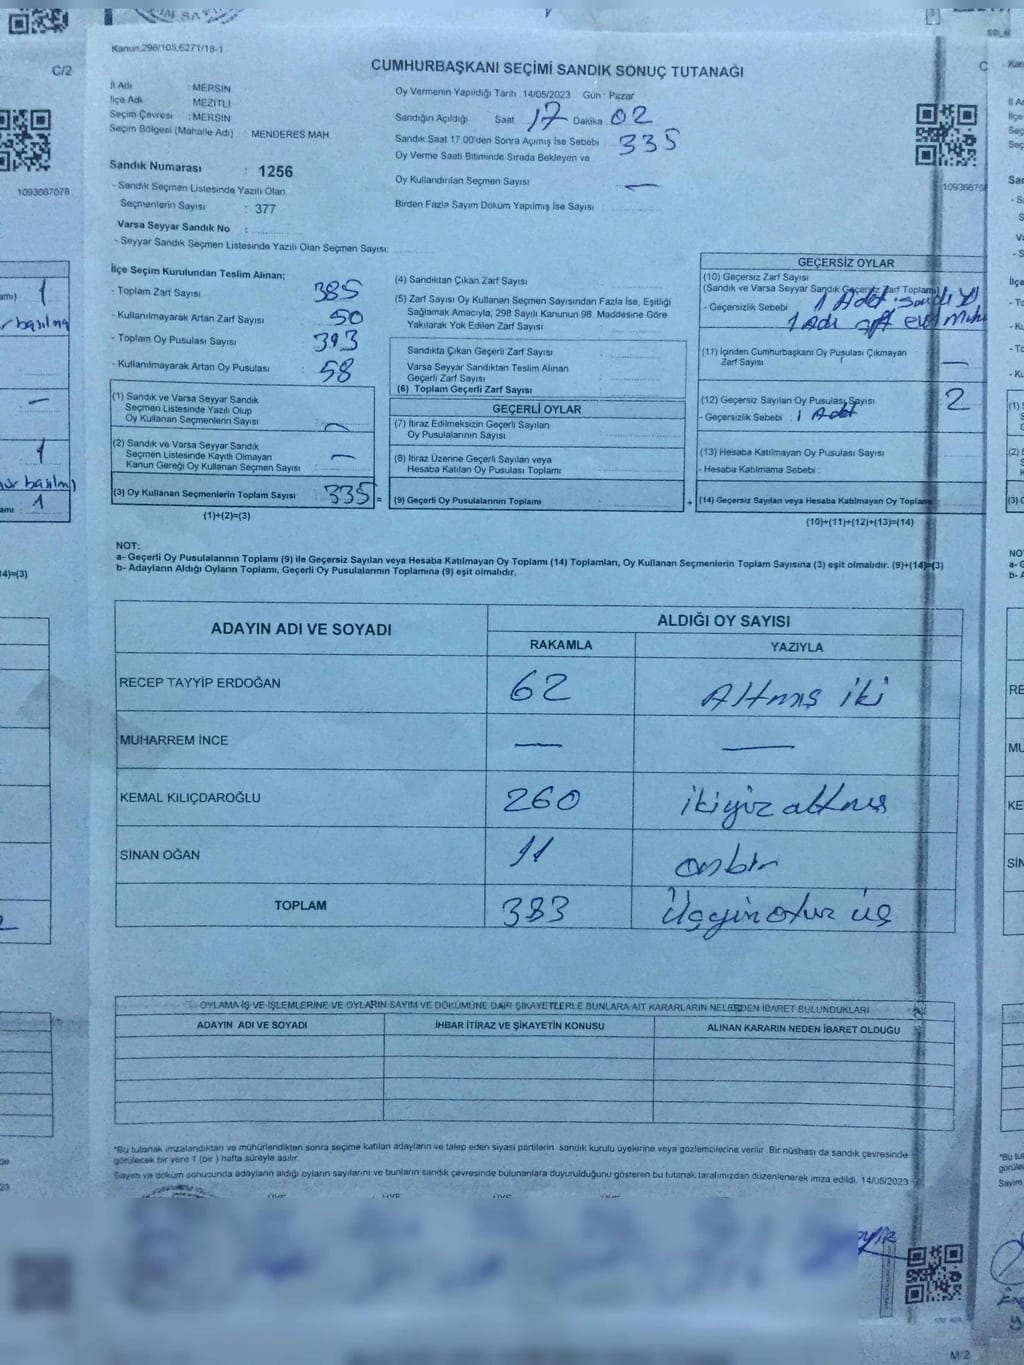 Kanun,298/105,6271/18-1
C/2
CUMHURBAŞKANI SEÇİMİ SANDIK SONUÇ TUTANAĞI
İl Adı : MERSİN
İlçe Adı : MEZİTLİ
Seçim Çevresi : MERSİN
Seçim Bölgesi (Mahalle Adı) : MENDERES MAH.
Oy Vermenin Yapıldığı Tarih : 14/05/2023 Gün : Pazar
Sandığın Açıldığı Saat 17 Dakika 02
Sandık Saat 17.00'den Sonra Açılmış İse Sebebi
335
Oy Verme Saati Bitiminde Sırada Bekleyen ve
Oy Kullandırılan Seçmen Sayısı —
Birden Fazla Sayım Döküm Yapılmış İse Sayısı :
1093667078
Sandık Numarası : 1256
- Sandık Seçmen Listesinde Yazılı Olan
Seçmenlerin Sayısı : 377
Varsa Seyyar Sandık No :
- Seyyar Sandık Seçmen Listesinde Yazılı Olan Seçmen Sayısı:
İlçe Seçim Kurulundan Teslim Alınan;
- Toplam Zarf Sayısı 385
- Kullanılmayarak Artan Zarf Sayısı 50
- Toplam Oy Pusulası Sayısı 393
- Kullanılmayarak Artan Oy Pusulası 58
(1) Sandık ve Varsa Seyyar Sandık
Seçmen Listesinde Yazılı Olup
Oy Kullanan Seçmenlerin Sayısı —
(2) Sandık ve Varsa Seyyar Sandık
Seçmen Listesinde Kayıtlı Olmayan
Kanun Gereği Oy Kullanan Seçmen Sayısı —
(3) Oy Kullanan Seçmenlerin Toplam Sayısı 335 =
(1)+(2)=(3)
(4) Sandıktan Çıkan Zarf Sayısı
(5) Zarf Sayısı Oy Kullanan Seçmen Sayısından Fazla İse, Eşitliği
Sağlamak Amacıyla, 298 Sayılı Kanunun 98. Maddesine Göre
Yakılarak Yok Edilen Zarf Sayısı
Sandıkta Çıkan Geçerli Zarf Sayısı
Varsa Seyyar Sandıktan Teslim Alınan
Geçerli Zarf Sayısı
(6) Toplam Geçerli Zarf Sayısı
GEÇERLİ OYLAR
(7) İtiraz Edilmeksizin Geçerli Sayılan
Oy Pusulalarının Sayısı
(8) İtiraz Üzerine Geçerli Sayılan veya
Hesaba Katılan Oy Pusulası Toplamı
(9) Geçerli Oy Pusulalarının Toplamı +
GEÇERSİZ OYLAR
(10) Geçersiz Zarf Sayısı
(Sandık ve Varsa Seyyar Sandık Geçersiz Zarf Toplamı)
- Geçersizlik Sebebi : 1 Adet
(11) İçinden Cumhurbaşkanı Oy Pusulası Çıkmayan
Zarf Sayısı —
(12) Geçersiz Sayılan Oy Pusulası Sayısı 2
- Geçersizlik Sebebi : 1 Adet
(13) Hesaba Katılmayan Oy Pusulası Sayısı
- Hesaba Katılmama Sebebi :
(14) Geçersiz Sayılan veya Hesaba Katılmayan Oy Toplamı
(10)+(11)+(12)+(13)=(14)
NOT:
a- Geçerli Oy Pusulalarının Toplamı (9) ile Geçersiz Sayılan veya Hesaba Katılmayan Oy Toplamı (14) Toplamları, Oy Kullanan Seçmenlerin Toplam Sayısına (3) eşit olmalıdır. (9)+(14)=(3)
b- Adayların Aldığı Oyların Toplamı, Geçerli Oy Pusulalarının Toplamına (9) eşit olmalıdır.
ADAYIN ADI VE SOYADI
ALDIĞI OY SAYISI
RAKAMLA YAZIYLA
RECEP TAYYİP ERDOĞAN 62 Altmış iki
MUHARREM İNCE — —
KEMAL KILIÇDAROĞLU 260 ikiyüz altmış
SİNAN OĞAN 11 onbir
TOPLAM 333 Üçyüz otuz üç
OYLAMA İŞ VE İŞLEMLERİNE VE OYLARIN SAYIM VE DÖKÜMÜNE DAİR ŞİKAYETLERLE BUNLARA AİT KARARLARIN NELERDEN İBARET BULUNDUKLARI
ADAYIN ADI VE SOYADI İHBAR İTİRAZ VE ŞİKAYETİN KONUSU ALINAN KARARIN NEDEN İBARET OLDUĞU
*Bu tutanak imzalandıktan ve mühürlendikten sonra seçime katılan adayların ve talep eden siyasi partilerin sandık kurulu üyelerine veya gözlemcilerine verilir. Bir nüshası da sandık çevresinde
görülecek bir yere 1 (bir) hafta süreyle asılır.
Sayım ve döküm sonucunda adayların aldığı oyların sayılarını ve bunların sandık çevresinde bulunanlara duyurulduğunu gösteren bu tutanak tarafımızdan düzenlenerek imza edildi. 14/05/2023
M/2